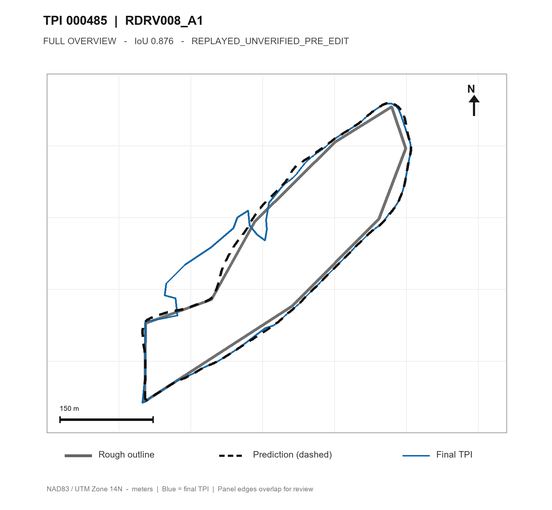 TPI 000485 | RDRV008_A1
FULL OVERVIEW - IoU 0.876 - REPLAYED_UNVERIFIED_PRE_EDIT
N
150 m
Rough outline Prediction (dashed) Final TPI
NAD83 / UTM Zone 14N - meters | Blue = final TPI | Panel edges overlap for review